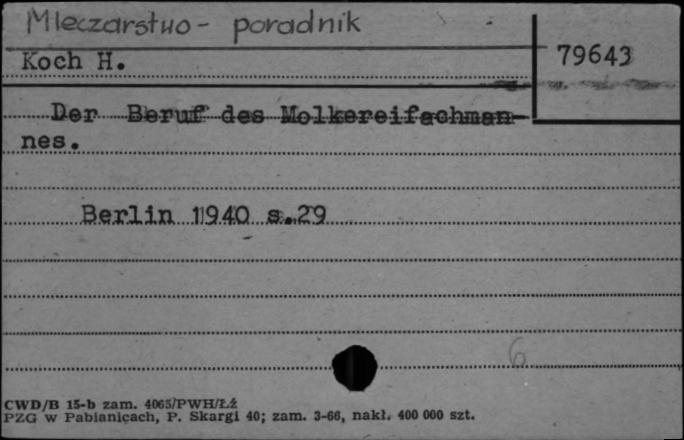 Mleczarstwo - poradnik
Koch H.
79643
Der Beruf des Molkereifachman-
nes.
Berlin 1940 s.29
6
CWD/B 15-b zam. 4065/PWH/Łż
PZG w Pabianicach, P. Skargi 40; zam. 3-66, nakł. 400 000 szt.